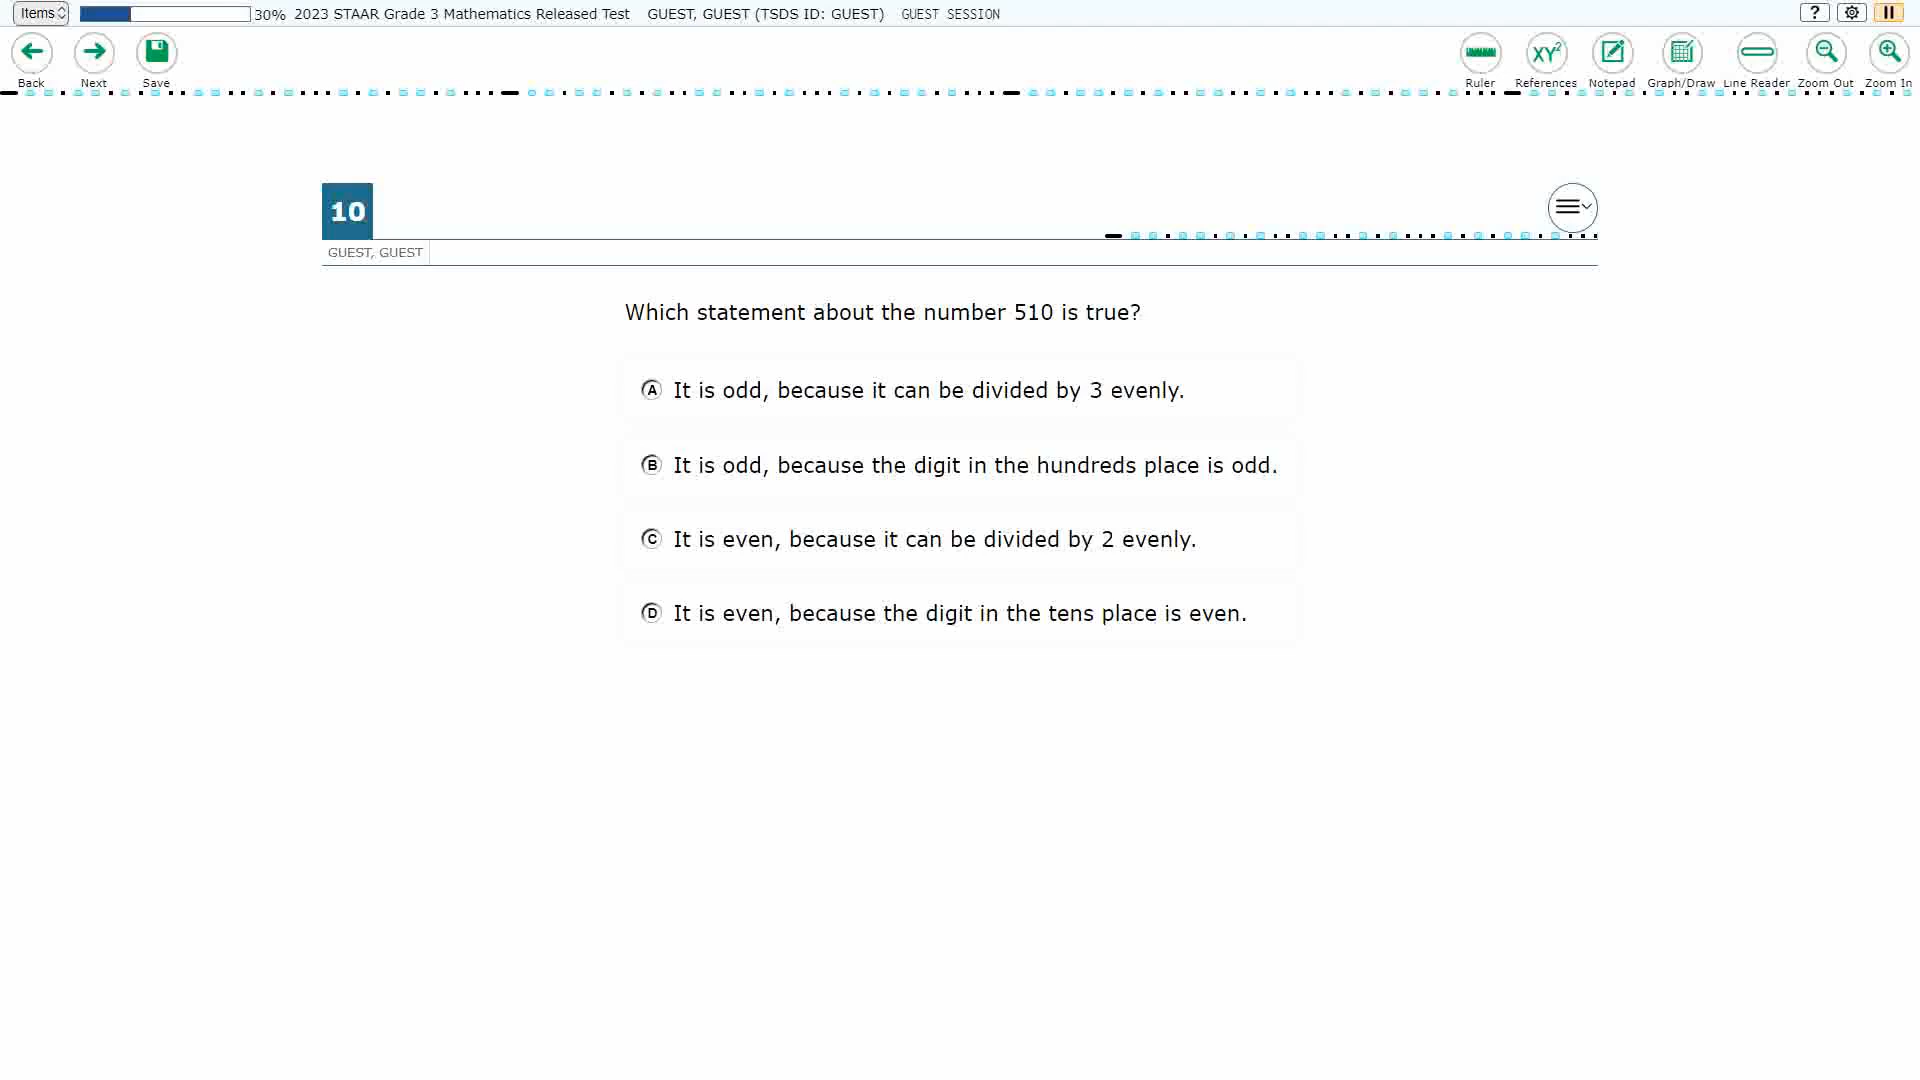 Items 30% 2023 STAAR Grade 3 Mathematics Released Test GUEST, GUEST (TSDS ID: GUEST) GUEST SESSION ?
Back Next Save XY² Ruler References Notepad Graph/Draw Line Reader Zoom Out Zoom In
10
GUEST, GUEST
Which statement about the number 510 is true?
A It is odd, because it can be divided by 3 evenly.
B It is odd, because the digit in the hundreds place is odd.
C It is even, because it can be divided by 2 evenly.
D It is even, because the digit in the tens place is even.